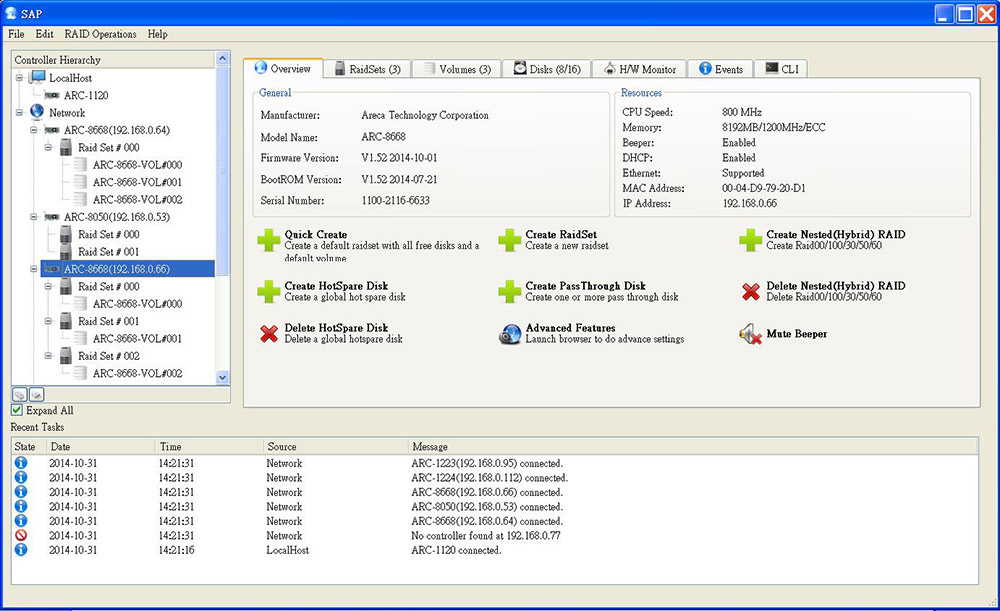 SAP
File Edit RAID Operations Help
Controller Hierarchy
LocalHost
ARC-1120
Network
ARC-8668(192.168.0.64)
Raid Set # 000
ARC-8668-VOL#000
ARC-8668-VOL#001
ARC-8668-VOL#002
ARC-8050(192.168.0.53)
Raid Set # 000
Raid Set # 001
ARC-8668(192.168.0.66)
Raid Set # 000
ARC-8668-VOL#000
Raid Set # 001
ARC-8668-VOL#001
Raid Set # 002
ARC-8668-VOL#002
Expand All
Overview RaidSets (3) Volumes (3) Disks (8/16) H/W Monitor Events CLI
General
Manufacturer: Areca Technology Corporation
Model Name: ARC-8668
Firmware Version: V1.52 2014-10-01
BootROM Version: V1.52 2014-07-21
Serial Number: 1100-2116-6633
Resources
CPU Speed: 800 MHz
Memory: 8192MB/1200MHz/ECC
Beeper: Enabled
DHCP: Enabled
Ethernet: Supported
MAC Address: 00-04-D9-79-20-D1
IP Address: 192.168.0.66
Quick Create
Create a default raidset with all free disks and a
default volume
Create RaidSet
Create a new raidset
Create Nested(Hybrid) RAID
Create Raid00/100/30/50/60
Create HotSpare Disk
Create a global hot spare disk
Create PassThrough Disk
Create one or more pass through disk
Delete Nested(Hybrid) RAID
Delete Raid00/100/30/50/60
Delete HotSpare Disk
Delete a global hotspare disk
Advanced Features
Launch browser to do advance settings
Mute Beeper
Recent Tasks
State Date Time Source Message
2014-10-31 14:21:31 Network ARC-1223(192.168.0.95) connected.
2014-10-31 14:21:31 Network ARC-1224(192.168.0.112) connected.
2014-10-31 14:21:31 Network ARC-8668(192.168.0.66) connected.
2014-10-31 14:21:31 Network ARC-8050(192.168.0.53) connected.
2014-10-31 14:21:31 Network ARC-8668(192.168.0.64) connected.
2014-10-31 14:21:31 Network No controller found at 192.168.0.77
2014-10-31 14:21:16 LocalHost ARC-1120 connected.